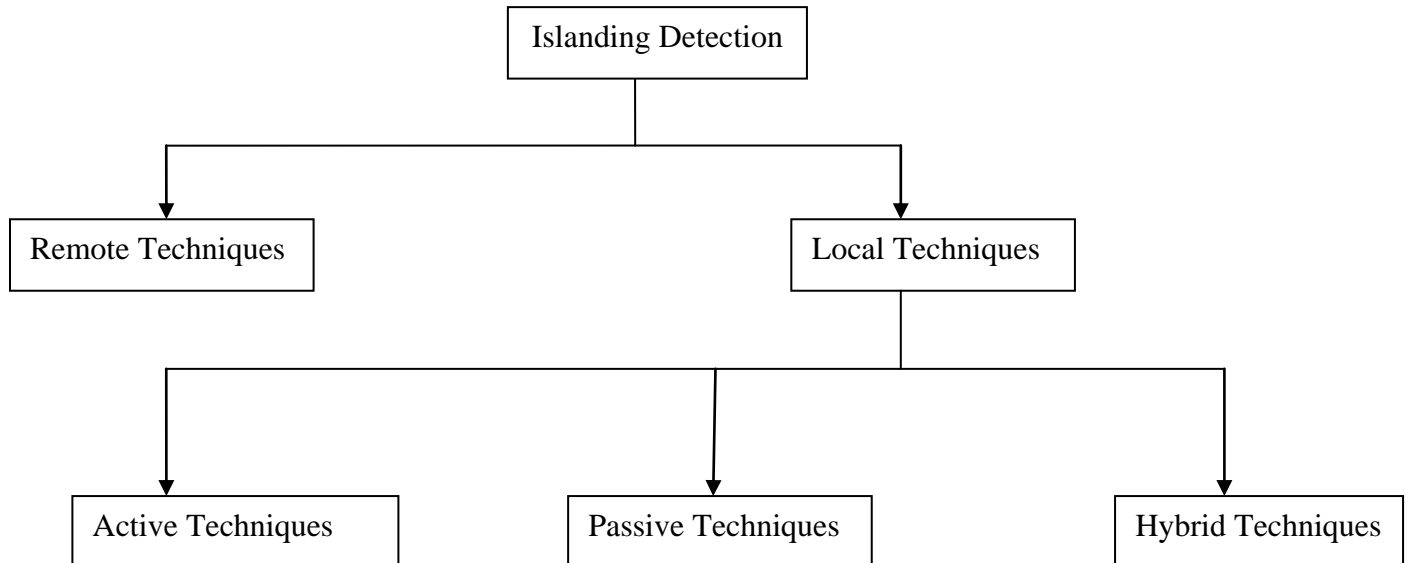 Islanding Detection
Remote Techniques
Local Techniques
Active Techniques
Passive Techniques
Hybrid Techniques